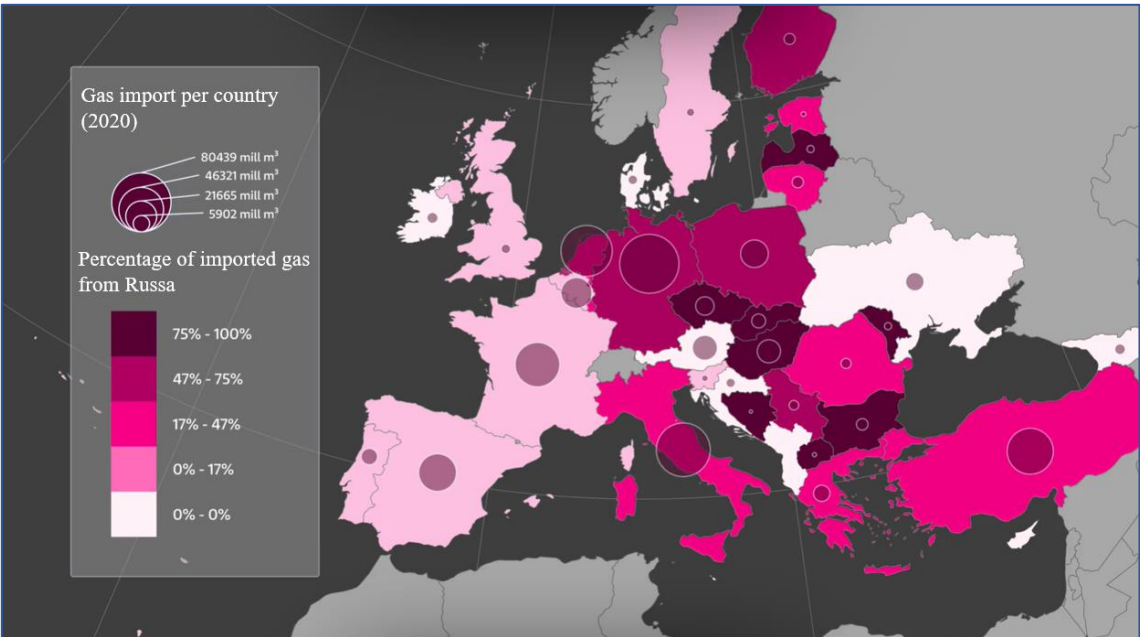 Gas import per country
(2020)
80439 mill m³
46321 mill m³
21665 mill m³
5902 mill m³
Percentage of imported gas
from Russa
75% - 100%
47% - 75%
17% - 47%
0% - 17%
0% - 0%